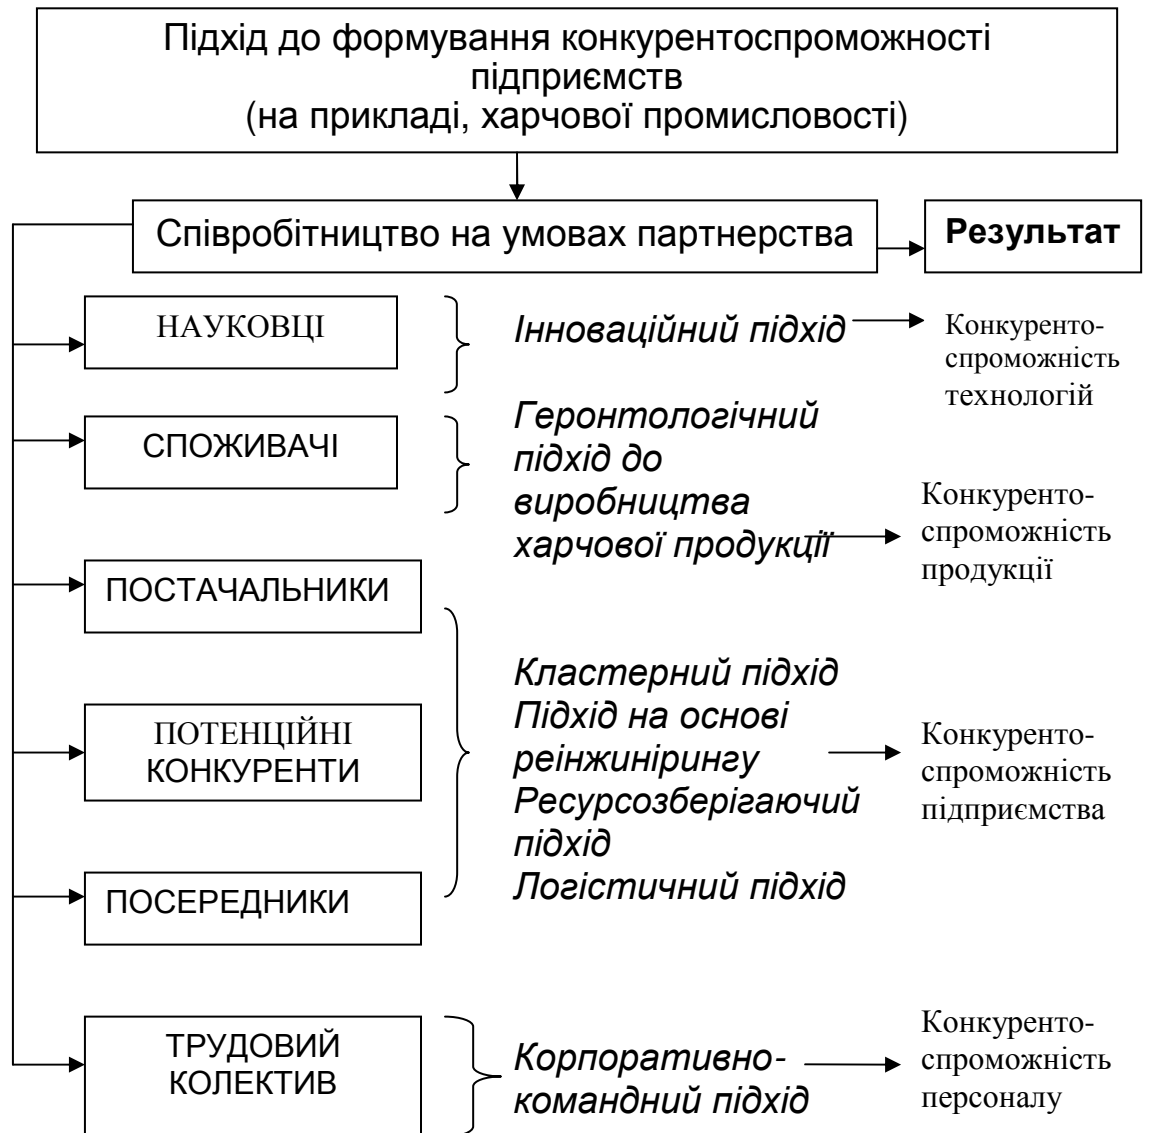 Підхід до формування конкурентоспроможності
підприємств
(на прикладі, харчової промисловості)
Співробітництво на умовах партнерства
Результат
НАУКОВЦІ
Інноваційний підхід
Конкуренто-
спроможність
технологій
СПОЖИВАЧІ
Геронтологічний
підхід до
виробництва
харчової продукції
Конкуренто-
спроможність
продукції
ПОСТАЧАЛЬНИКИ
ПОТЕНЦІЙНІ
КОНКУРЕНТИ
ПОСЕРЕДНИКИ
Кластерний підхід
Підхід на основі
реінжинірингу
Ресурсозберігаючий
підхід
Логістичний підхід
Конкуренто-
спроможність
підприємства
ТРУДОВИЙ
КОЛЕКТИВ
Корпоративно-
командний підхід
Конкуренто-
спроможність
персоналу